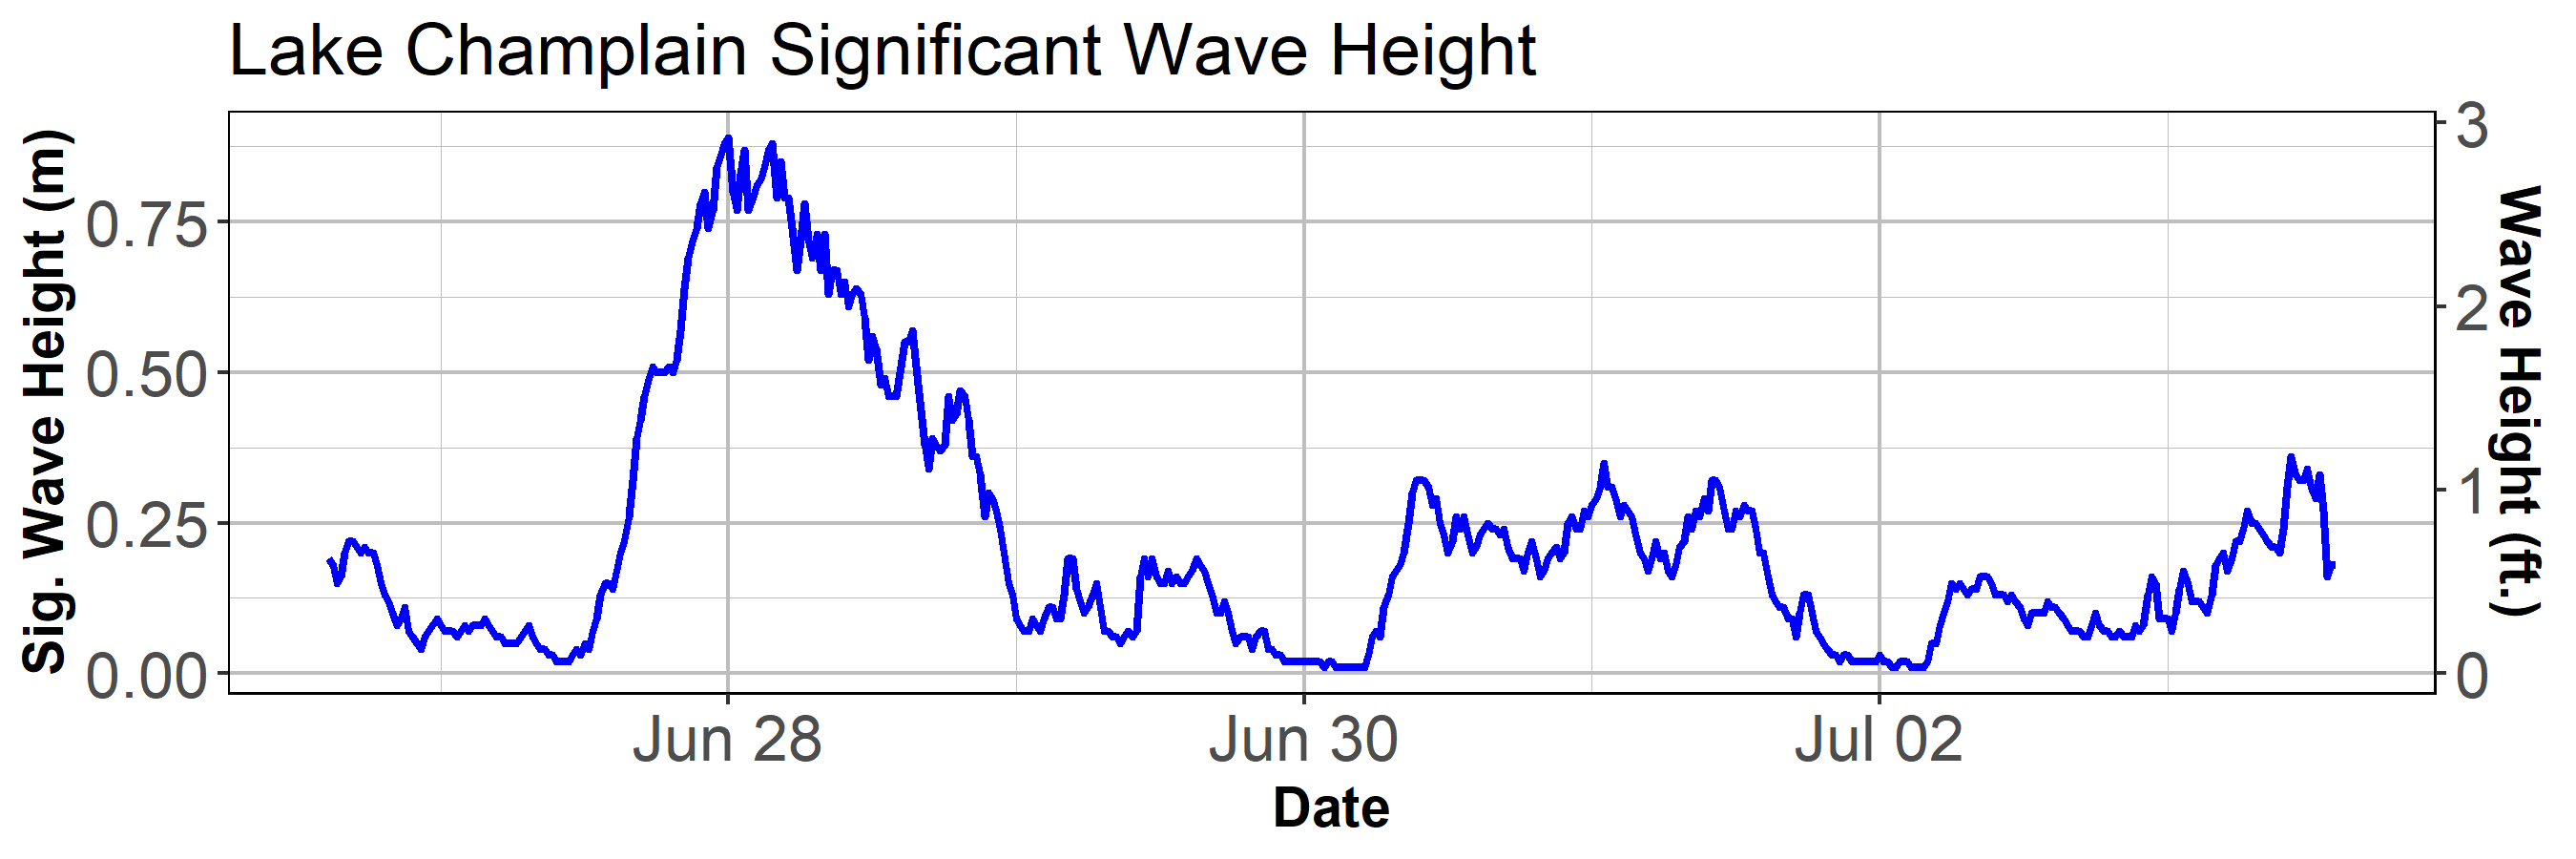 Lake Champlain Significant Wave Height
Sig. Wave Height (m)
0.75
0.50
0.25
0.00
3
2
1
0
Wave Height (ft.)
Jun 28
Jun 30
Jul 02
Date